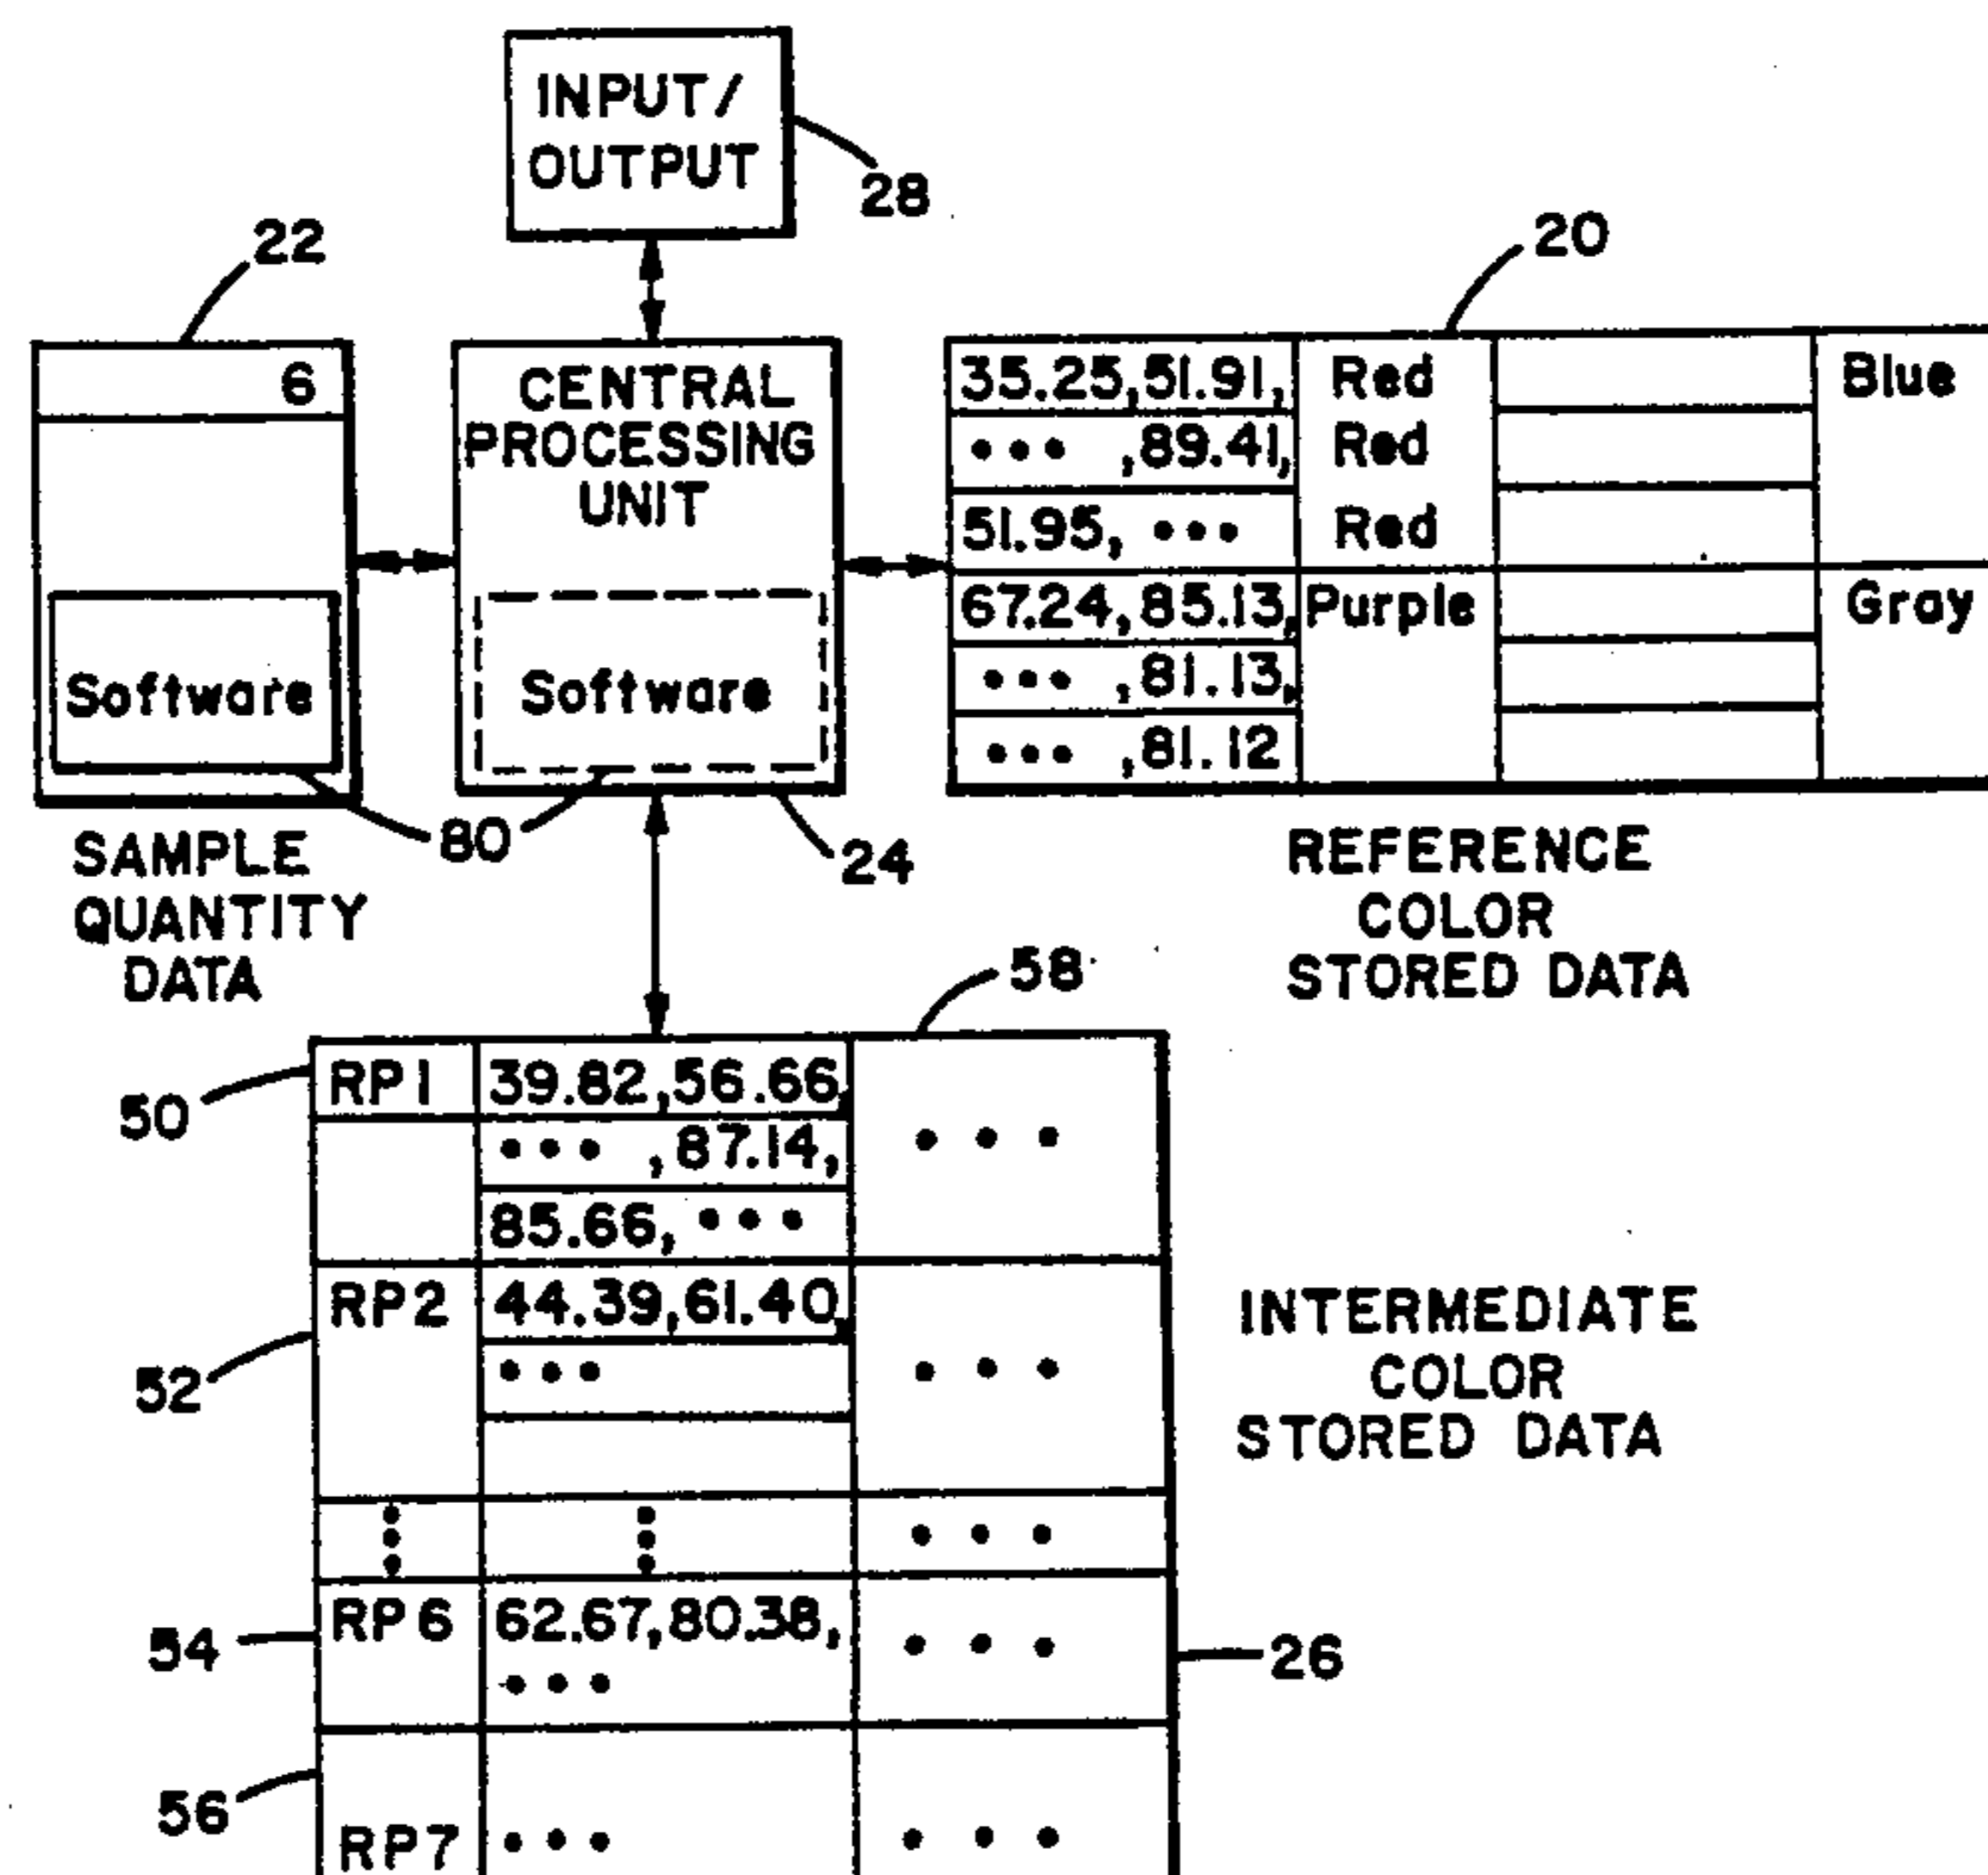 INPUT/
OUTPUT
28
22
20
6
Software
CENTRAL
PROCESSING
UNIT
Software
35.25,51.91, Red Blue
••• ,89.41, Red
51.95, ••• Red
67.24,85.13, Purple Gray
••• ,81.13,
••• ,81.12
80
24
SAMPLE
QUANTITY
DATA
REFERENCE
COLOR
STORED DATA
58
50
RP1 39.82,56.66, •••
••• ,87.14,
85.66, •••
52
RP2 44.39,61.40, •••
•••
INTERMEDIATE
COLOR
STORED DATA
•••
54
RP6 62.67,80.38, •••
•••
26
56
RP7 ••• •••